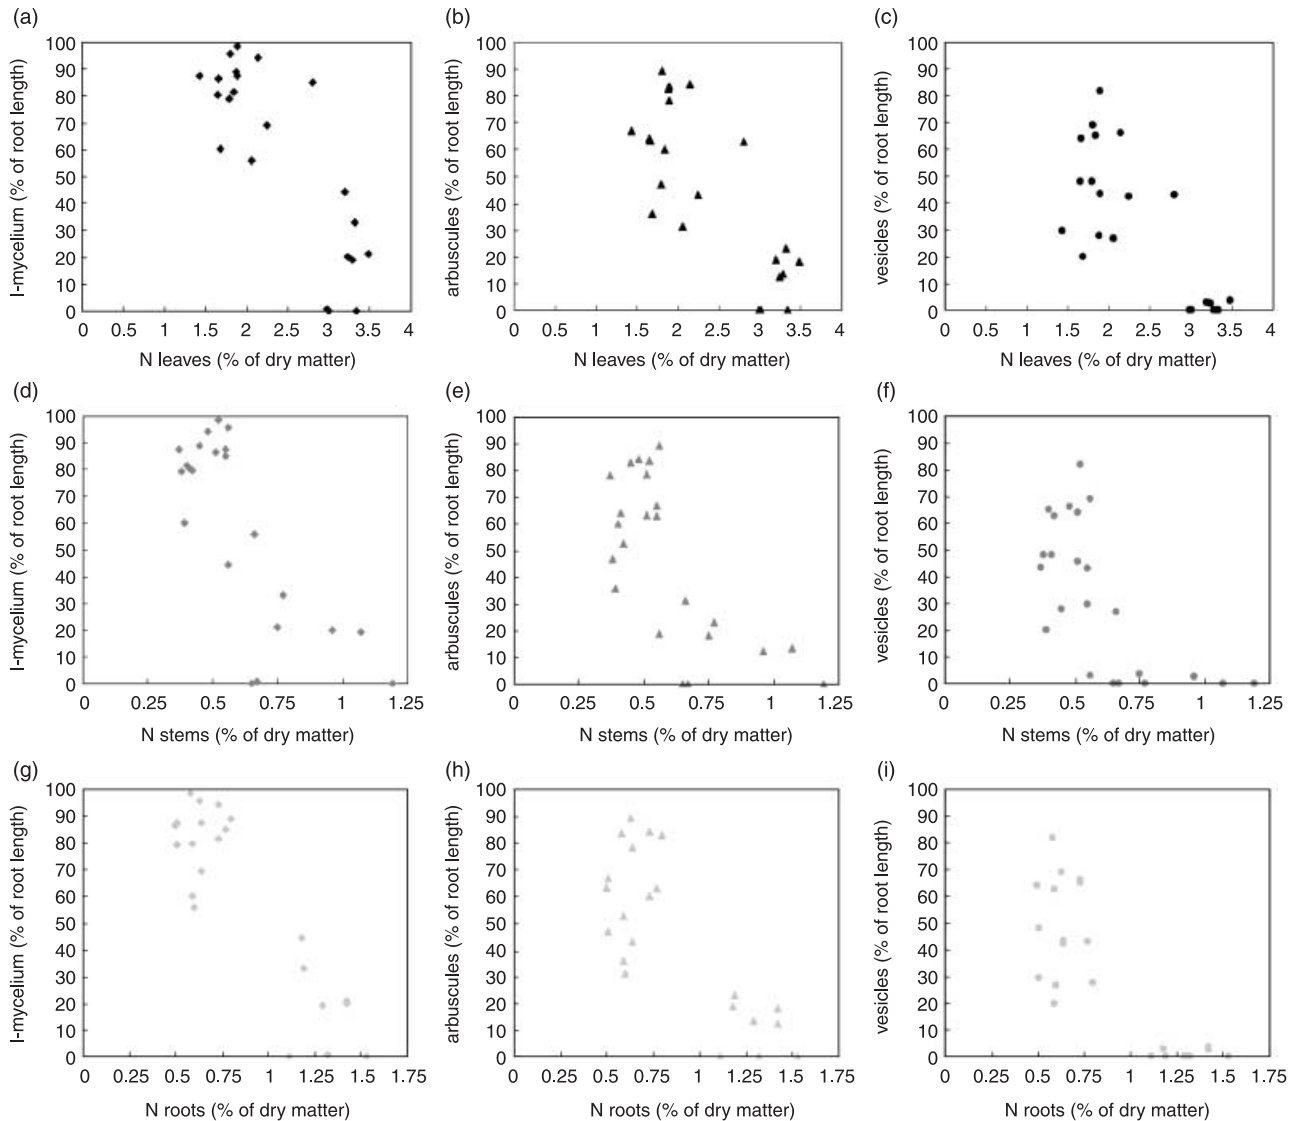 (a) (b) (c)
100 100 100
90 90 90
80 80 80
70 70 70
60 60 60
50 50 50
40 40 40
30 30 30
20 20 20
10 10 10
0 0 0
I-mycelium (% of root length)
arbuscules (% of root length)
vesicles (% of root length)
0 0.5 1 1.5 2 2.5 3 3.5 4 0 0.5 1 1.5 2 2.5 3 3.5 4 0 0.5 1 1.5 2 2.5 3 3.5 4
N leaves (% of dry matter) N leaves (% of dry matter) N leaves (% of dry matter)
(d) (e) (f)
100 100 100
90 90 90
80 80 80
70 70 70
60 60 60
50 50 50
40 40 40
30 30 30
20 20 20
10 10 10
0 0 0
I-mycelium (% of root length)
arbuscules (% of root length)
vesicles (% of root length)
0 0.25 0.5 0.75 1 1.25 0 0.25 0.5 0.75 1 1.25 0 0.25 0.5 0.75 1 1.25
N stems (% of dry matter) N stems (% of dry matter) N stems (% of dry matter)
(g) (h) (i)
100 100 100
90 90 90
80 80 80
70 70 70
60 60 60
50 50 50
40 40 40
30 30 30
20 20 20
10 10 10
0 0 0
I-mycelium (% of root length)
arbuscules (% of root length)
vesicles (% of root length)
0 0.25 0.5 0.75 1 1.25 1.5 1.75 0 0.25 0.5 0.75 1 1.25 1.5 1.75 0 0.25 0.5 0.75 1 1.25 1.5 1.75
N roots (% of dry matter) N roots (% of dry matter) N roots (% of dry matter)